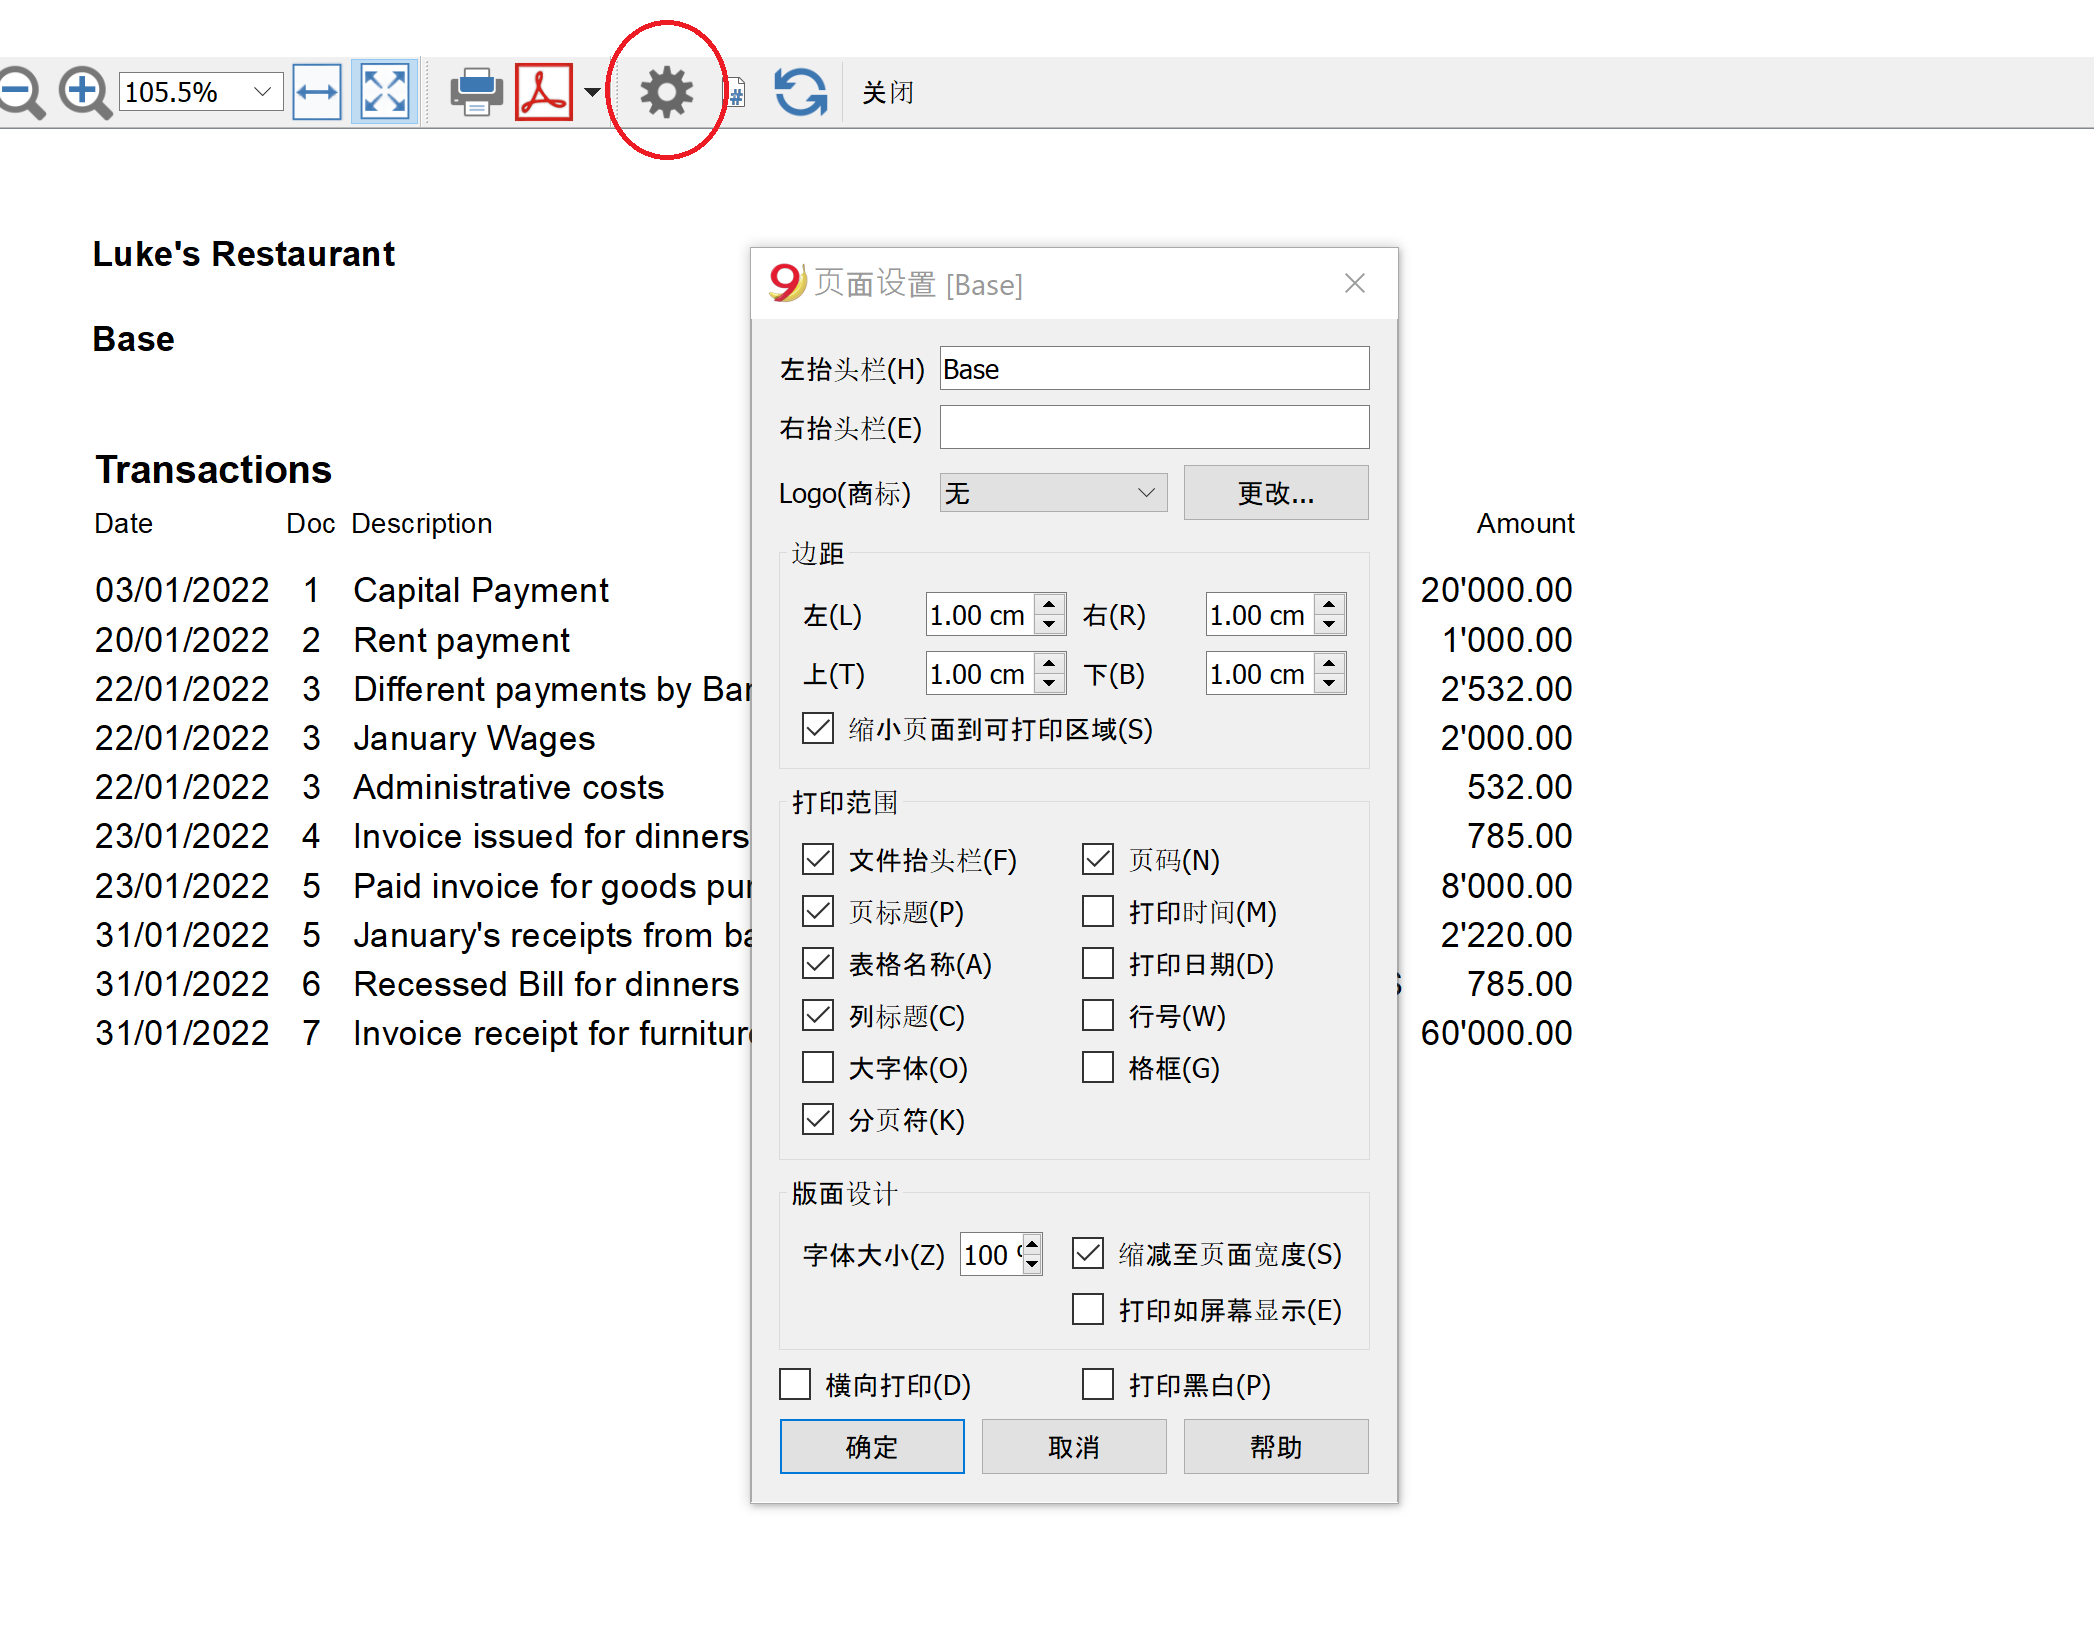 105.5%
关闭
Luke's Restaurant
Base
Transactions
Date Doc Description Amount
03/01/2022 1 Capital Payment 20'000.00
20/01/2022 2 Rent payment 1'000.00
22/01/2022 3 Different payments by 2'532.00
22/01/2022 3 January Wages 2'000.00
22/01/2022 3 Administrative costs 532.00
23/01/2022 4 Invoice issued for dinners 785.00
23/01/2022 5 Paid invoice for goods 8'000.00
31/01/2022 5 January's receipts from 2'220.00
31/01/2022 6 Recessed Bill for dinners 785.00
31/01/2022 7 Invoice receipt for 60'000.00
页面设置 [Base]
左抬头栏(H) Base
右抬头栏(E)
Logo(商标) 无 更改...
边距
左(L) 1.00 cm 右(R) 1.00 cm
上(T) 1.00 cm 下(B) 1.00 cm
缩小页面到可打印区域(S)
打印范围
文件抬头栏(F) 页码(N)
页标题(P) 打印时间(M)
表格名称(A) 打印日期(D)
列标题(C) 行号(W)
大字体(O) 格框(G)
分页符(K)
版面设计
字体大小(Z) 100 缩减至页面宽度(S)
打印如屏幕显示(E)
横向打印(D) 打印黑白(P)
确定 取消 帮助